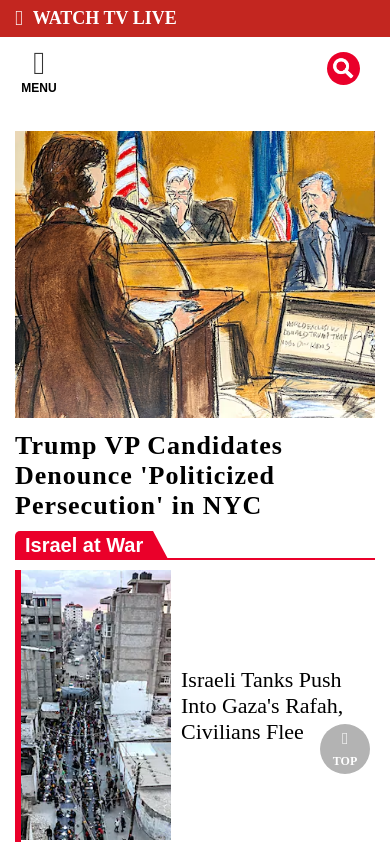 WATCH TV LIVE
MENU
Trump VP Candidates
Denounce 'Politicized
Persecution' in NYC
Israel at War
Israeli Tanks Push
Into Gaza's Rafah,
Civilians Flee
TOP